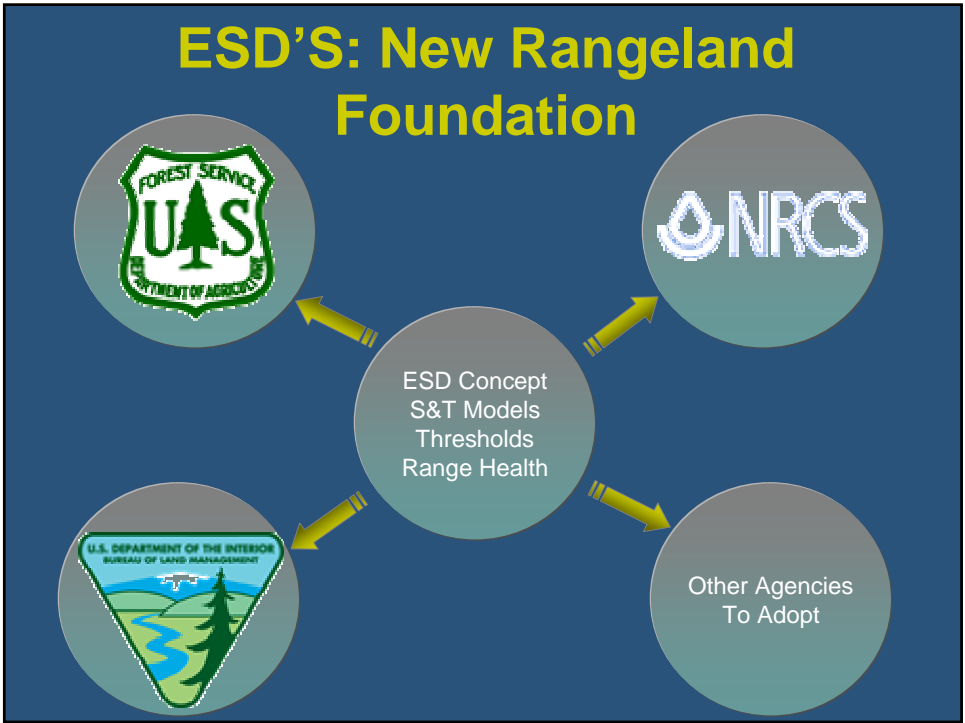 ESD’S: New Rangeland
Foundation
FOREST SERVICE
U S
DEPARTMENT OF AGRICULTURE
NRCS
ESD Concept
S&T Models
Thresholds
Range Health
U.S. DEPARTMENT OF THE INTERIOR
BUREAU OF LAND MANAGEMENT
Other Agencies
To Adopt